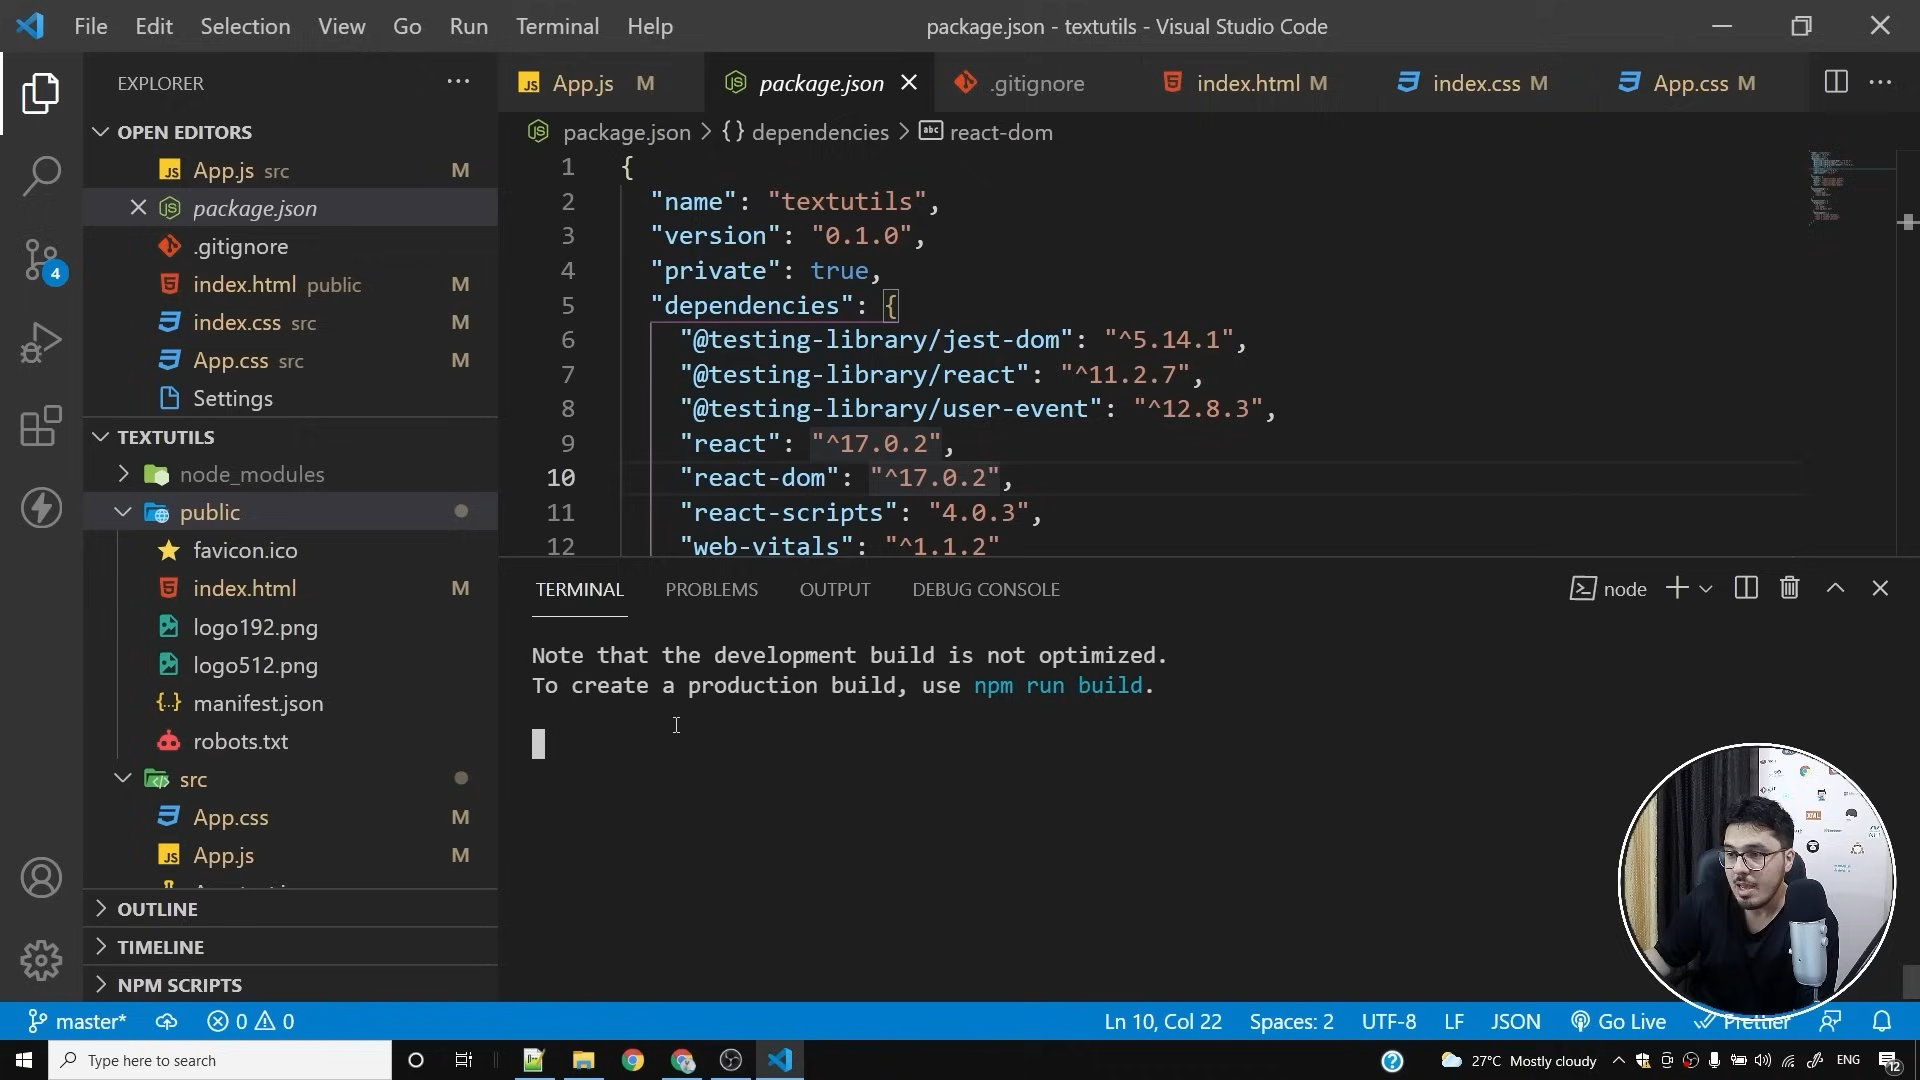 File Edit Selection View Go Run Terminal Help
package.json - textutils - Visual Studio Code
EXPLORER
OPEN EDITORS
App.js src M
package.json
.gitignore
index.html public M
index.css src M
App.css src M
Settings
TEXTUTILS
node_modules
public
favicon.ico
index.html M
logo192.png
logo512.png
manifest.json
robots.txt
src
App.css M
App.js M
OUTLINE
TIMELINE
NPM SCRIPTS
4
App.js M package.json .gitignore index.html M index.css M App.css M
package.json > {} dependencies > abc react-dom
1 {
2 "name": "textutils",
3 "version": "0.1.0",
4 "private": true,
5 "dependencies": {
6 "@testing-library/jest-dom": "^5.14.1",
7 "@testing-library/react": "^11.2.7",
8 "@testing-library/user-event": "^12.8.3",
9 "react": "^17.0.2",
10 "react-dom": "^17.0.2",
11 "react-scripts": "4.0.3",
12 "web-vitals": "^1.1.2"
TERMINAL PROBLEMS OUTPUT DEBUG CONSOLE
node
Note that the development build is not optimized.
To create a production build, use npm run build.
master* 0 0
Ln 10, Col 22 Spaces: 2 UTF-8 LF JSON Go Live Prettier
Type here to search
27°C Mostly cloudy ENG 12